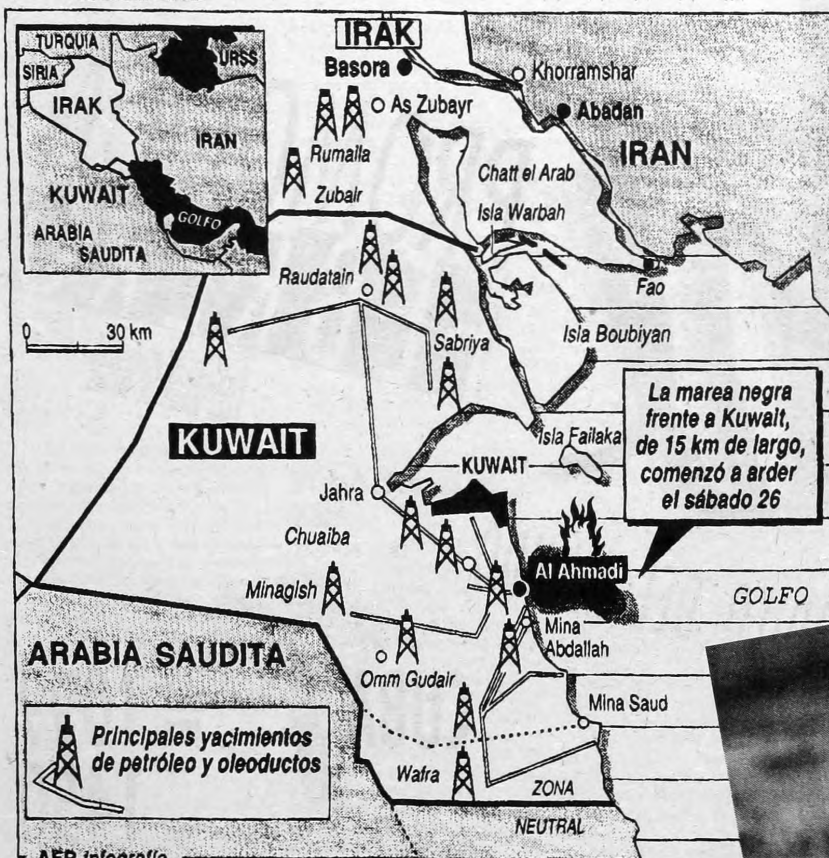 TURQUIA
URSS
SIRIA
IRAK
IRAN
KUWAIT
GOLFO
ARABIA
SAUDITA
IRAK
Basora
Khorramshar
As Zubayr
Abadan
Rumaila
IRAN
Zubair
Chatt el Arab
Isla Warbah
Raudatain
Fao
0 30 km
Sabriya
Isla Boubiyan
La marea negra
frente a Kuwait,
de 15 km de largo,
comenzó a arder
el sábado 26
KUWAIT
Isla Failaka
KUWAIT
Jahra
Chuaiba
Al Ahmadi
Minagish
GOLFO
Mina
Abdallah
ARABIA SAUDITA
Omm Gudair
Mina Saud
Principales yacimientos
de petróleo y oleoductos
Wafra
ZONA
NEUTRAL
AFP infografía